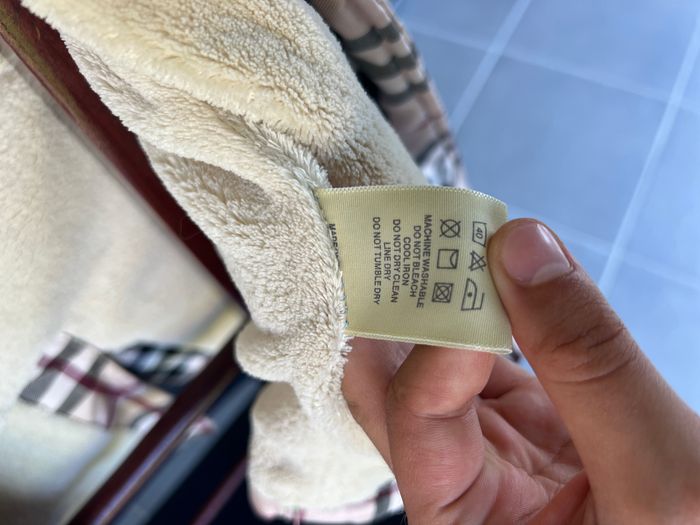 40
MACHINE WASHABLE
DO NOT BLEACH
COOL IRON
DO NOT DRY CLEAN
LINE DRY
DO NOT TUMBLE DRY